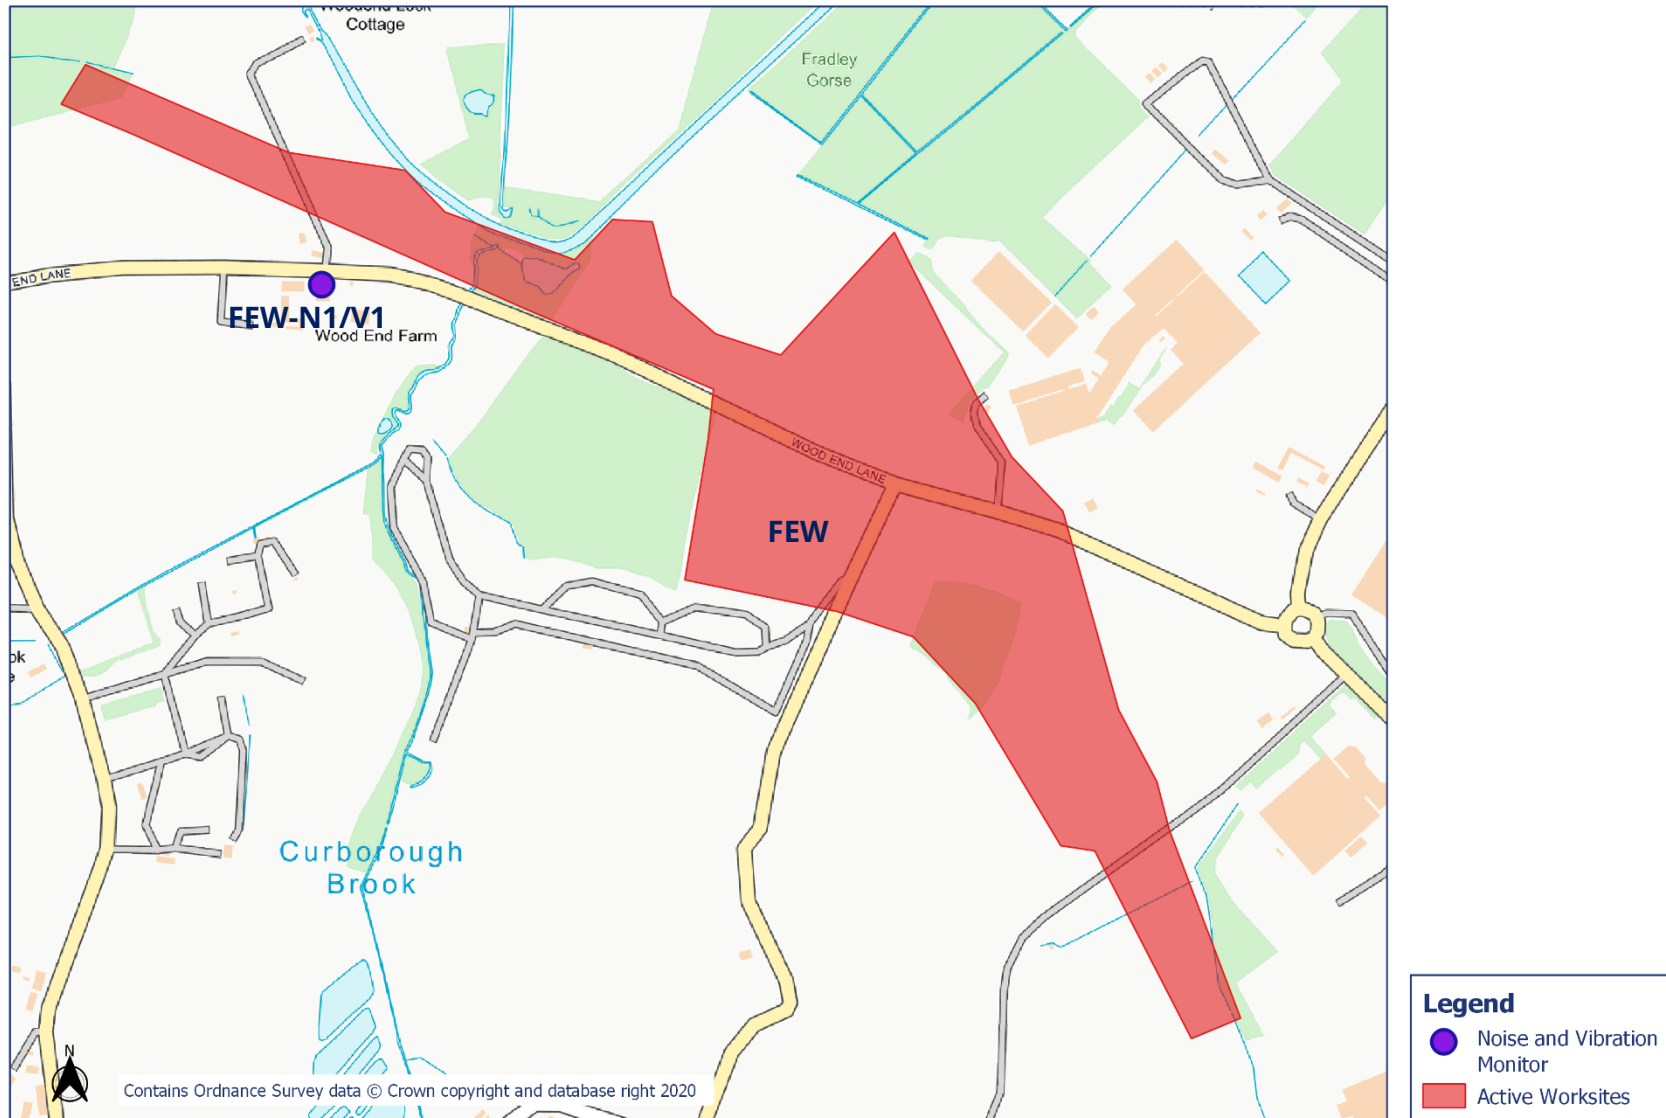 Cottage
Fradley
Gorse
END LANE
FEW-N1/V1
Wood End Farm
WOOD END LANE
FEW
Curborough
Brook
N
Contains Ordnance Survey data © Crown copyright and database right 2020
Legend
Noise and Vibration
Monitor
Active Worksites